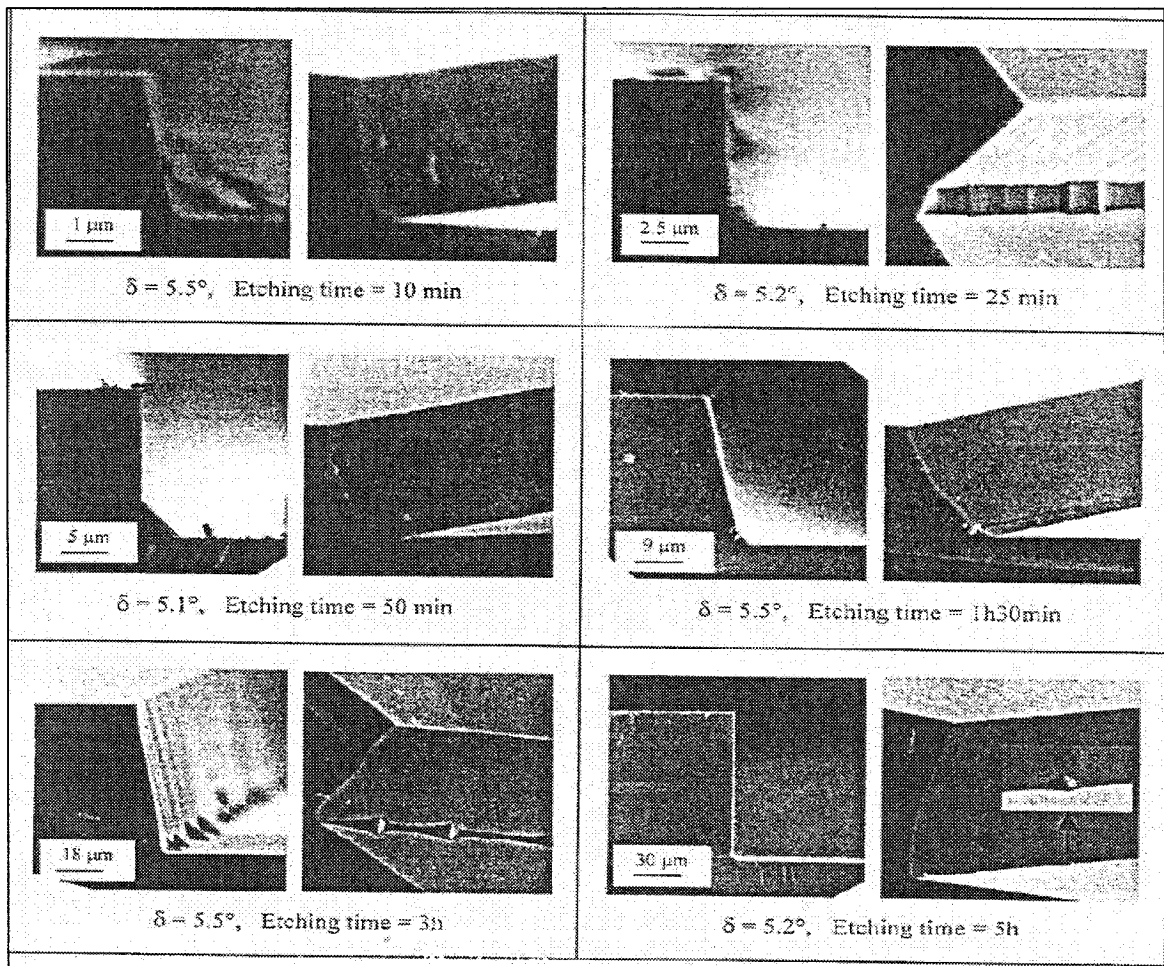 1 μm
2.5 μm
δ = 5.5°, Etching time = 10 min
δ = 5.2°, Etching time = 25 min
5 μm
9 μm
δ = 5.1°, Etching time = 50 min
δ = 5.5°, Etching time = 1h30min
18 μm
30 μm
δ = 5.5°, Etching time = 3h
δ = 5.2°, Etching time = 5h